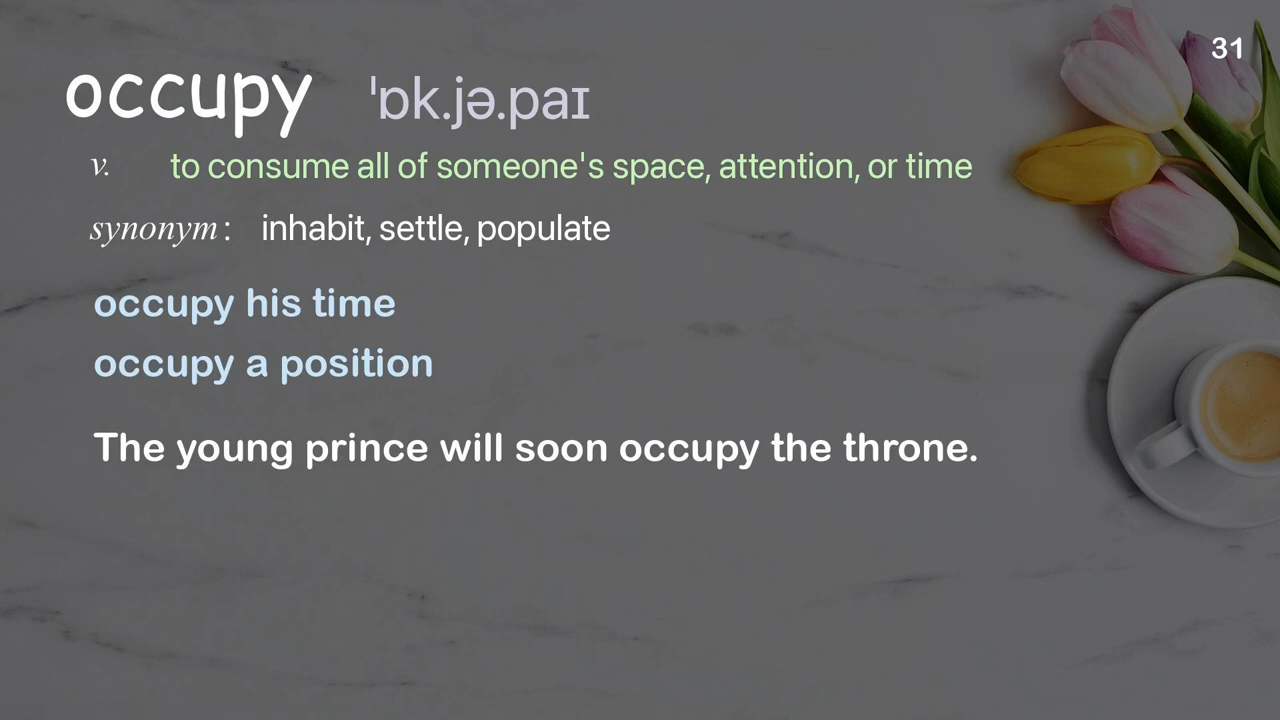 31
occupy ˈɒk.jə.paɪ
v. to consume all of someone's space, attention, or time
synonym: inhabit, settle, populate
occupy his time
occupy a position
The young prince will soon occupy the throne.